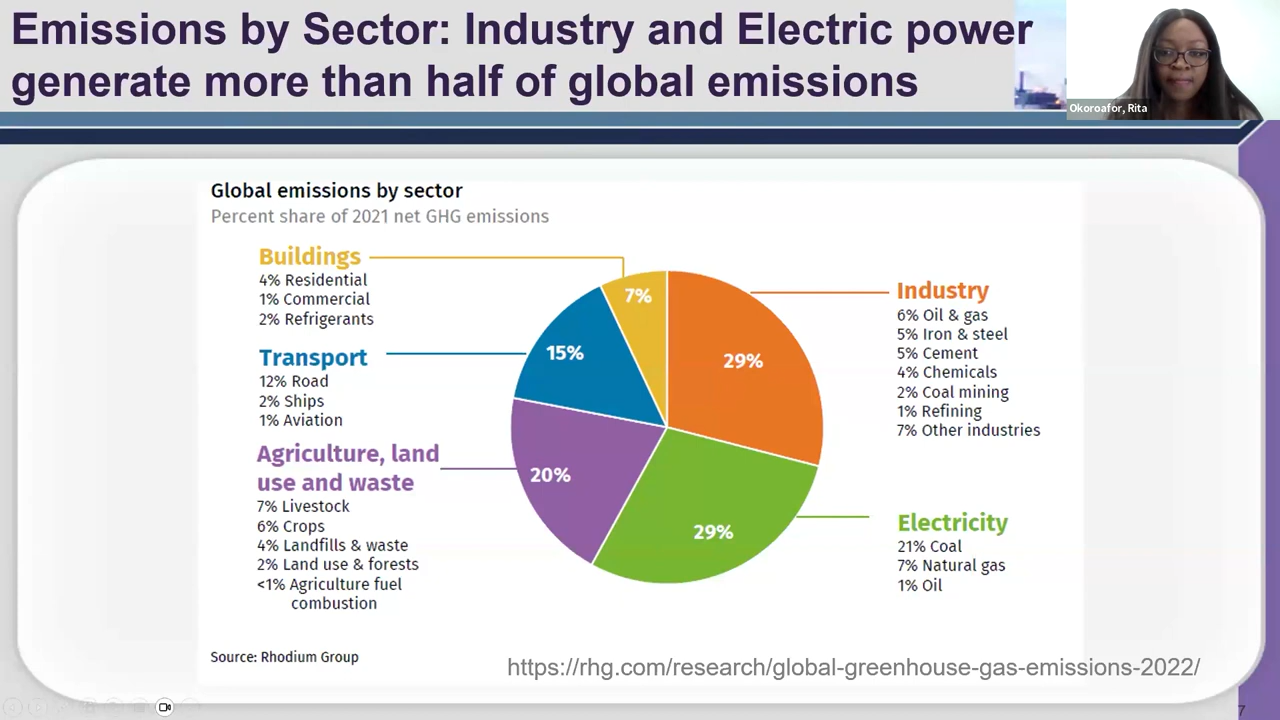 Emissions by Sector: Industry and Electric power
generate more than half of global emissions
Okoroafor, Rita
Global emissions by sector
Percent share of 2021 net GHG emissions
Buildings
4% Residential
1% Commercial
2% Refrigerants
Transport
12% Road
2% Ships
1% Aviation
Agriculture, land
use and waste
7% Livestock
6% Crops
4% Landfills & waste
2% Land use & forests
<1% Agriculture fuel
combustion
7%
15%
20%
29%
29%
Industry
6% Oil & gas
5% Iron & steel
5% Cement
4% Chemicals
2% Coal mining
1% Refining
7% Other industries
Electricity
21% Coal
7% Natural gas
1% Oil
Source: Rhodium Group
https://rhg.com/research/global-greenhouse-gas-emissions-2022/
7